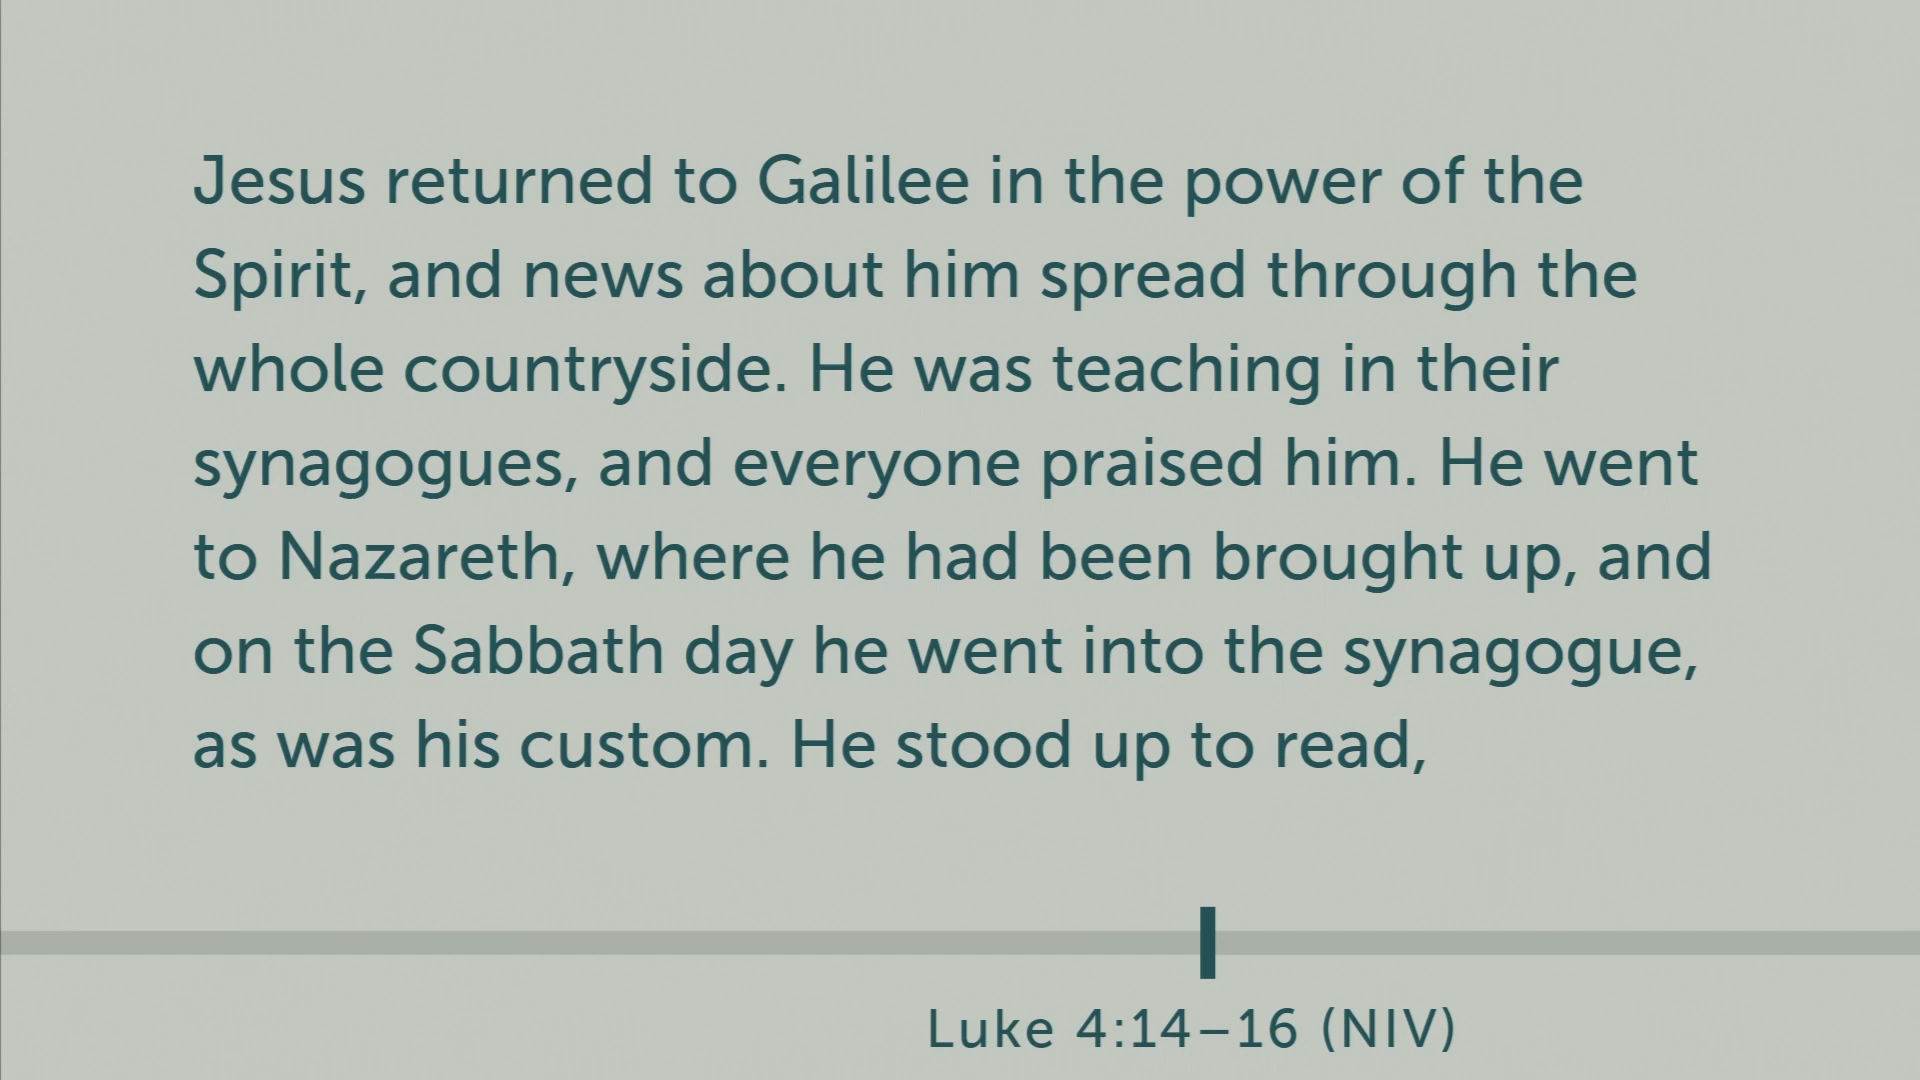 Jesus returned to Galilee in the power of the
Spirit, and news about him spread through the
whole countryside. He was teaching in their
synagogues, and everyone praised him. He went
to Nazareth, where he had been brought up, and
on the Sabbath day he went into the synagogue,
as was his custom. He stood up to read,
Luke 4:14–16 (NIV)